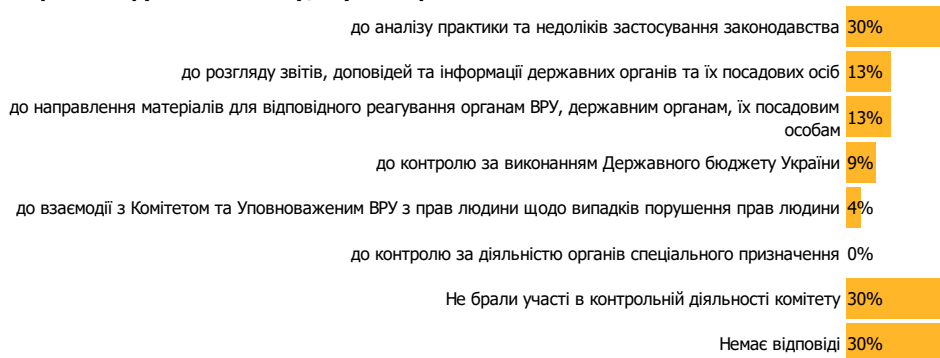 до аналізу практики та недоліків застосування законодавства 30%
до розгляду звітів, доповідей та інформації державних органів та їх посадових осіб 13%
до направлення матеріалів для відповідного реагування органам ВРУ, державним органам, їх посадовим
особам 13%
до контролю за виконанням Державного бюджету України 9%
до взаємодії з Комітетом та Уповноваженим ВРУ з прав людини щодо випадків порушення прав людини 4%
до контролю за діяльністю органів спеціального призначення 0%
Не брали участі в контрольній діяльності комітету 30%
Немає відповіді 30%